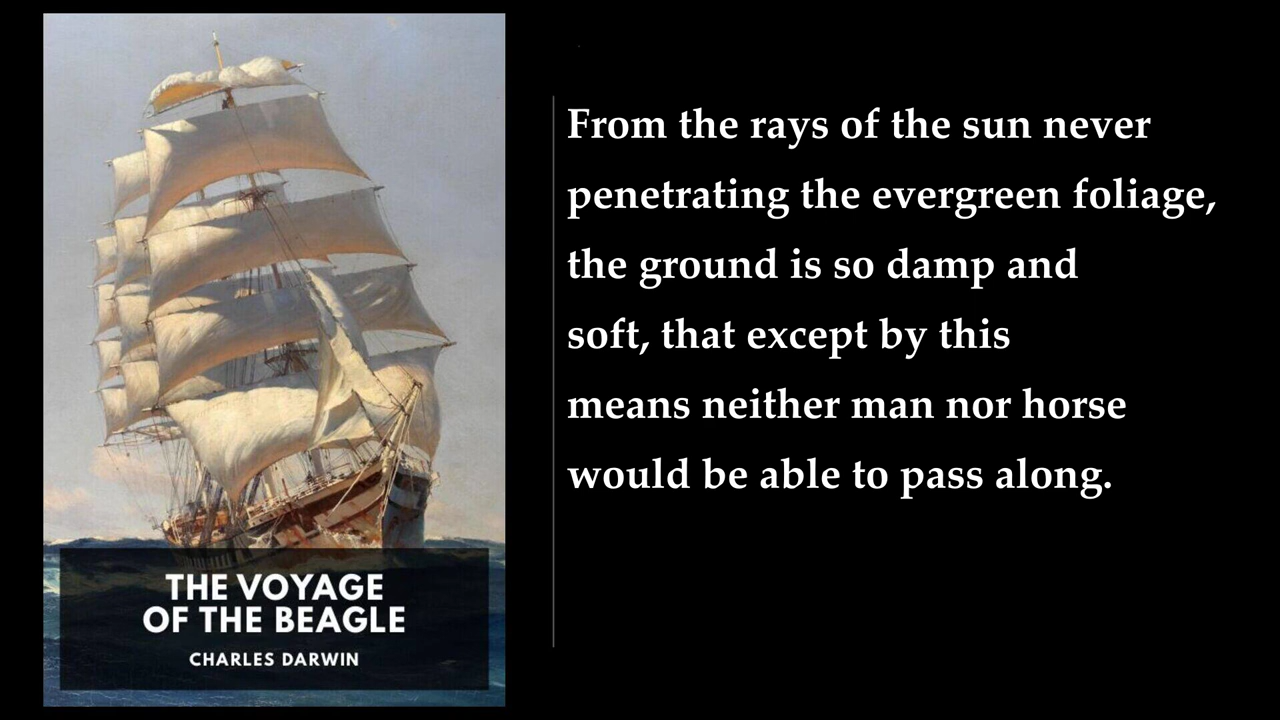 THE VOYAGE
OF THE BEAGLE
CHARLES DARWIN
From the rays of the sun never
penetrating the evergreen foliage,
the ground is so damp and
soft, that except by this
means neither man nor horse
would be able to pass along.